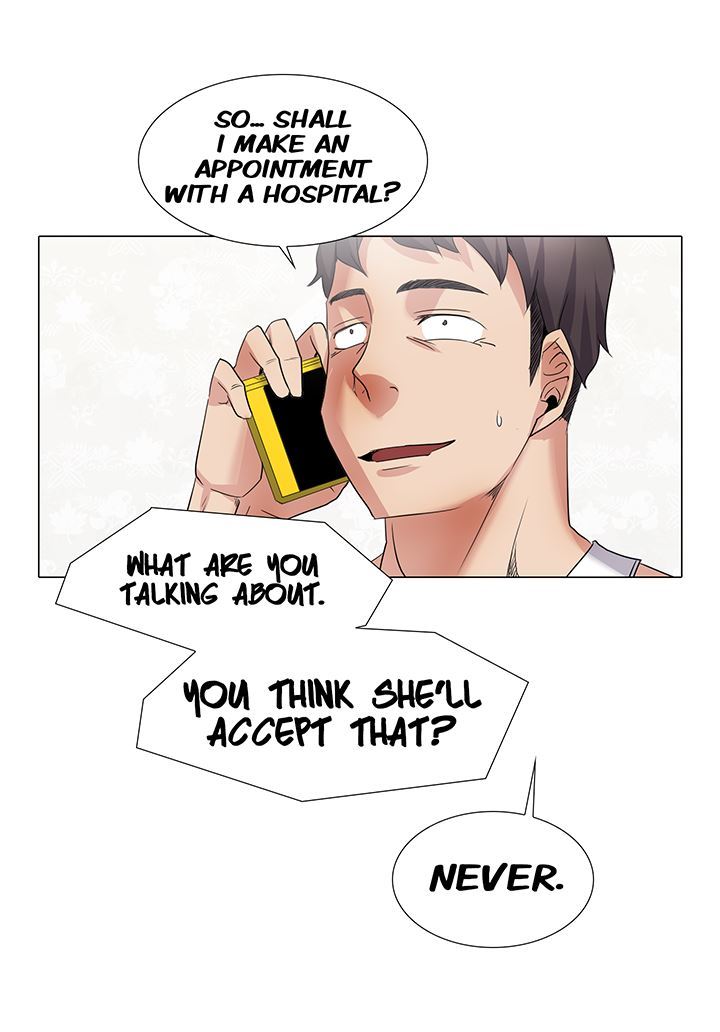 SO... SHALL
I MAKE AN
APPOINTMENT
WITH A HOSPITAL?
WHAT ARE YOU
TALKING ABOUT.
YOU THINK SHE'LL
ACCEPT THAT?
NEVER.